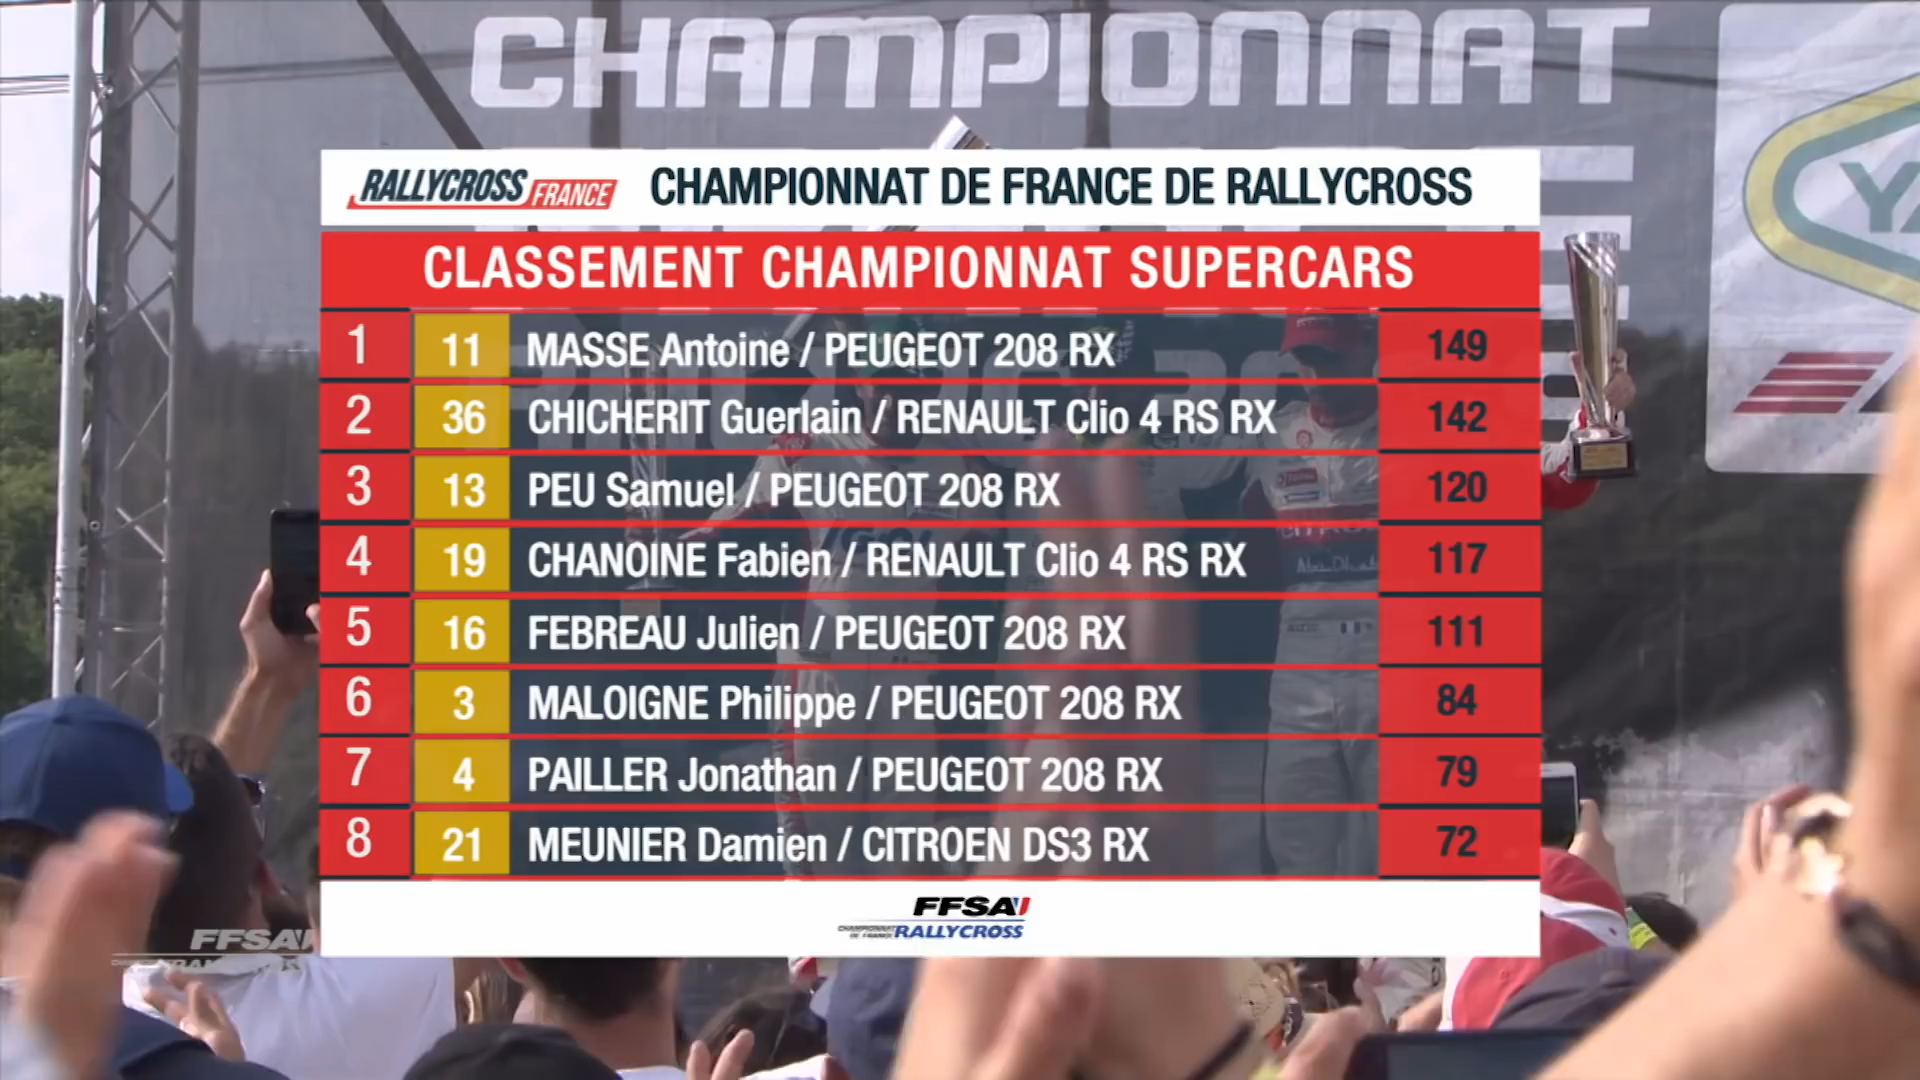 CHAMPIONNAT
RALLYCROSS FRANCE CHAMPIONNAT DE FRANCE DE RALLYCROSS
CLASSEMENT CHAMPIONNAT SUPERCARS
1 11 MASSE Antoine / PEUGEOT 208 RX 149
2 36 CHICHERIT Guerlain / RENAULT Clio 4 RS RX 142
3 13 PEU Samuel / PEUGEOT 208 RX 120
4 19 CHANOINE Fabien / RENAULT Clio 4 RS RX 117
5 16 FEBREAU Julien / PEUGEOT 208 RX 111
6 3 MALOIGNE Philippe / PEUGEOT 208 RX 84
7 4 PAILLER Jonathan / PEUGEOT 208 RX 79
8 21 MEUNIER Damien / CITROEN DS3 RX 72
FFSA
CHAMPIONNAT DE FRANCE RALLYCROSS
FFSA